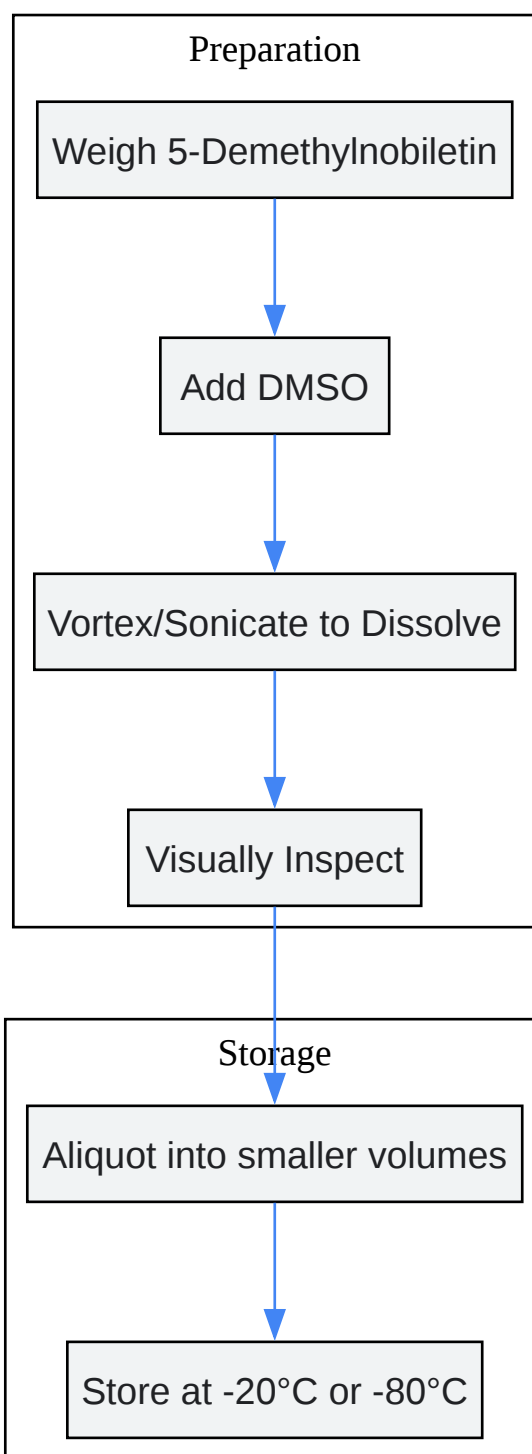 Preparation
Weigh 5-Demethylnobiletin
Add DMSO
Vortex/Sonicate to Dissolve
Visually Inspect
Storage
Aliquot into smaller volumes
Store at -20°C or -80°C